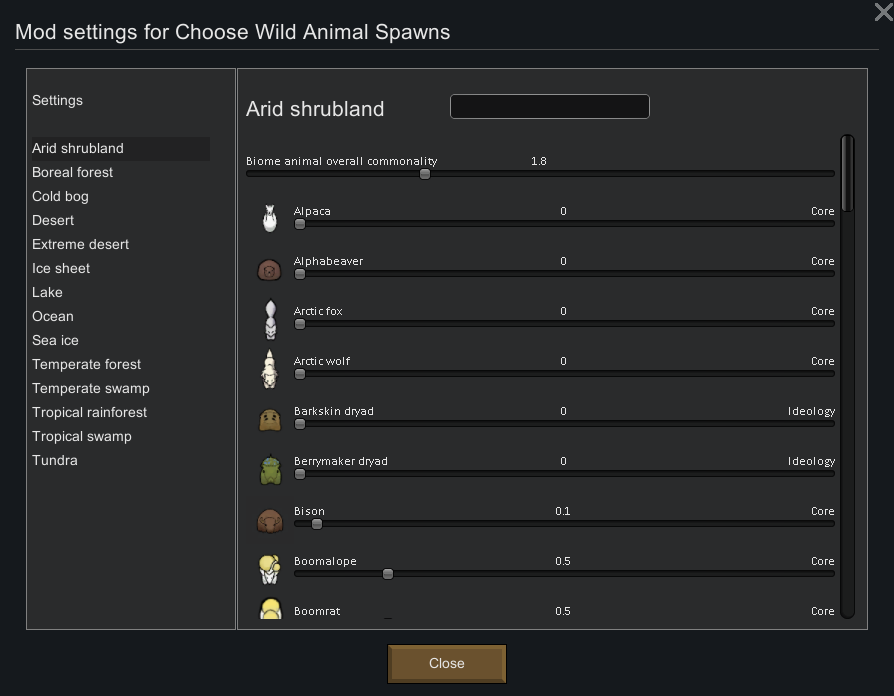 Mod settings for Choose Wild Animal Spawns
Settings
Arid shrubland
Boreal forest
Cold bog
Desert
Extreme desert
Ice sheet
Lake
Ocean
Sea ice
Temperate forest
Temperate swamp
Tropical rainforest
Tropical swamp
Tundra
Arid shrubland
Biome animal overall commonality 1.8
Alpaca 0 Core
Alphabeaver 0 Core
Arctic fox 0 Core
Arctic wolf 0 Core
Barkskin dryad 0 Ideology
Berrymaker dryad 0 Ideology
Bison 0.1 Core
Boomalope 0.5 Core
Boomrat 0.5 Core
Close